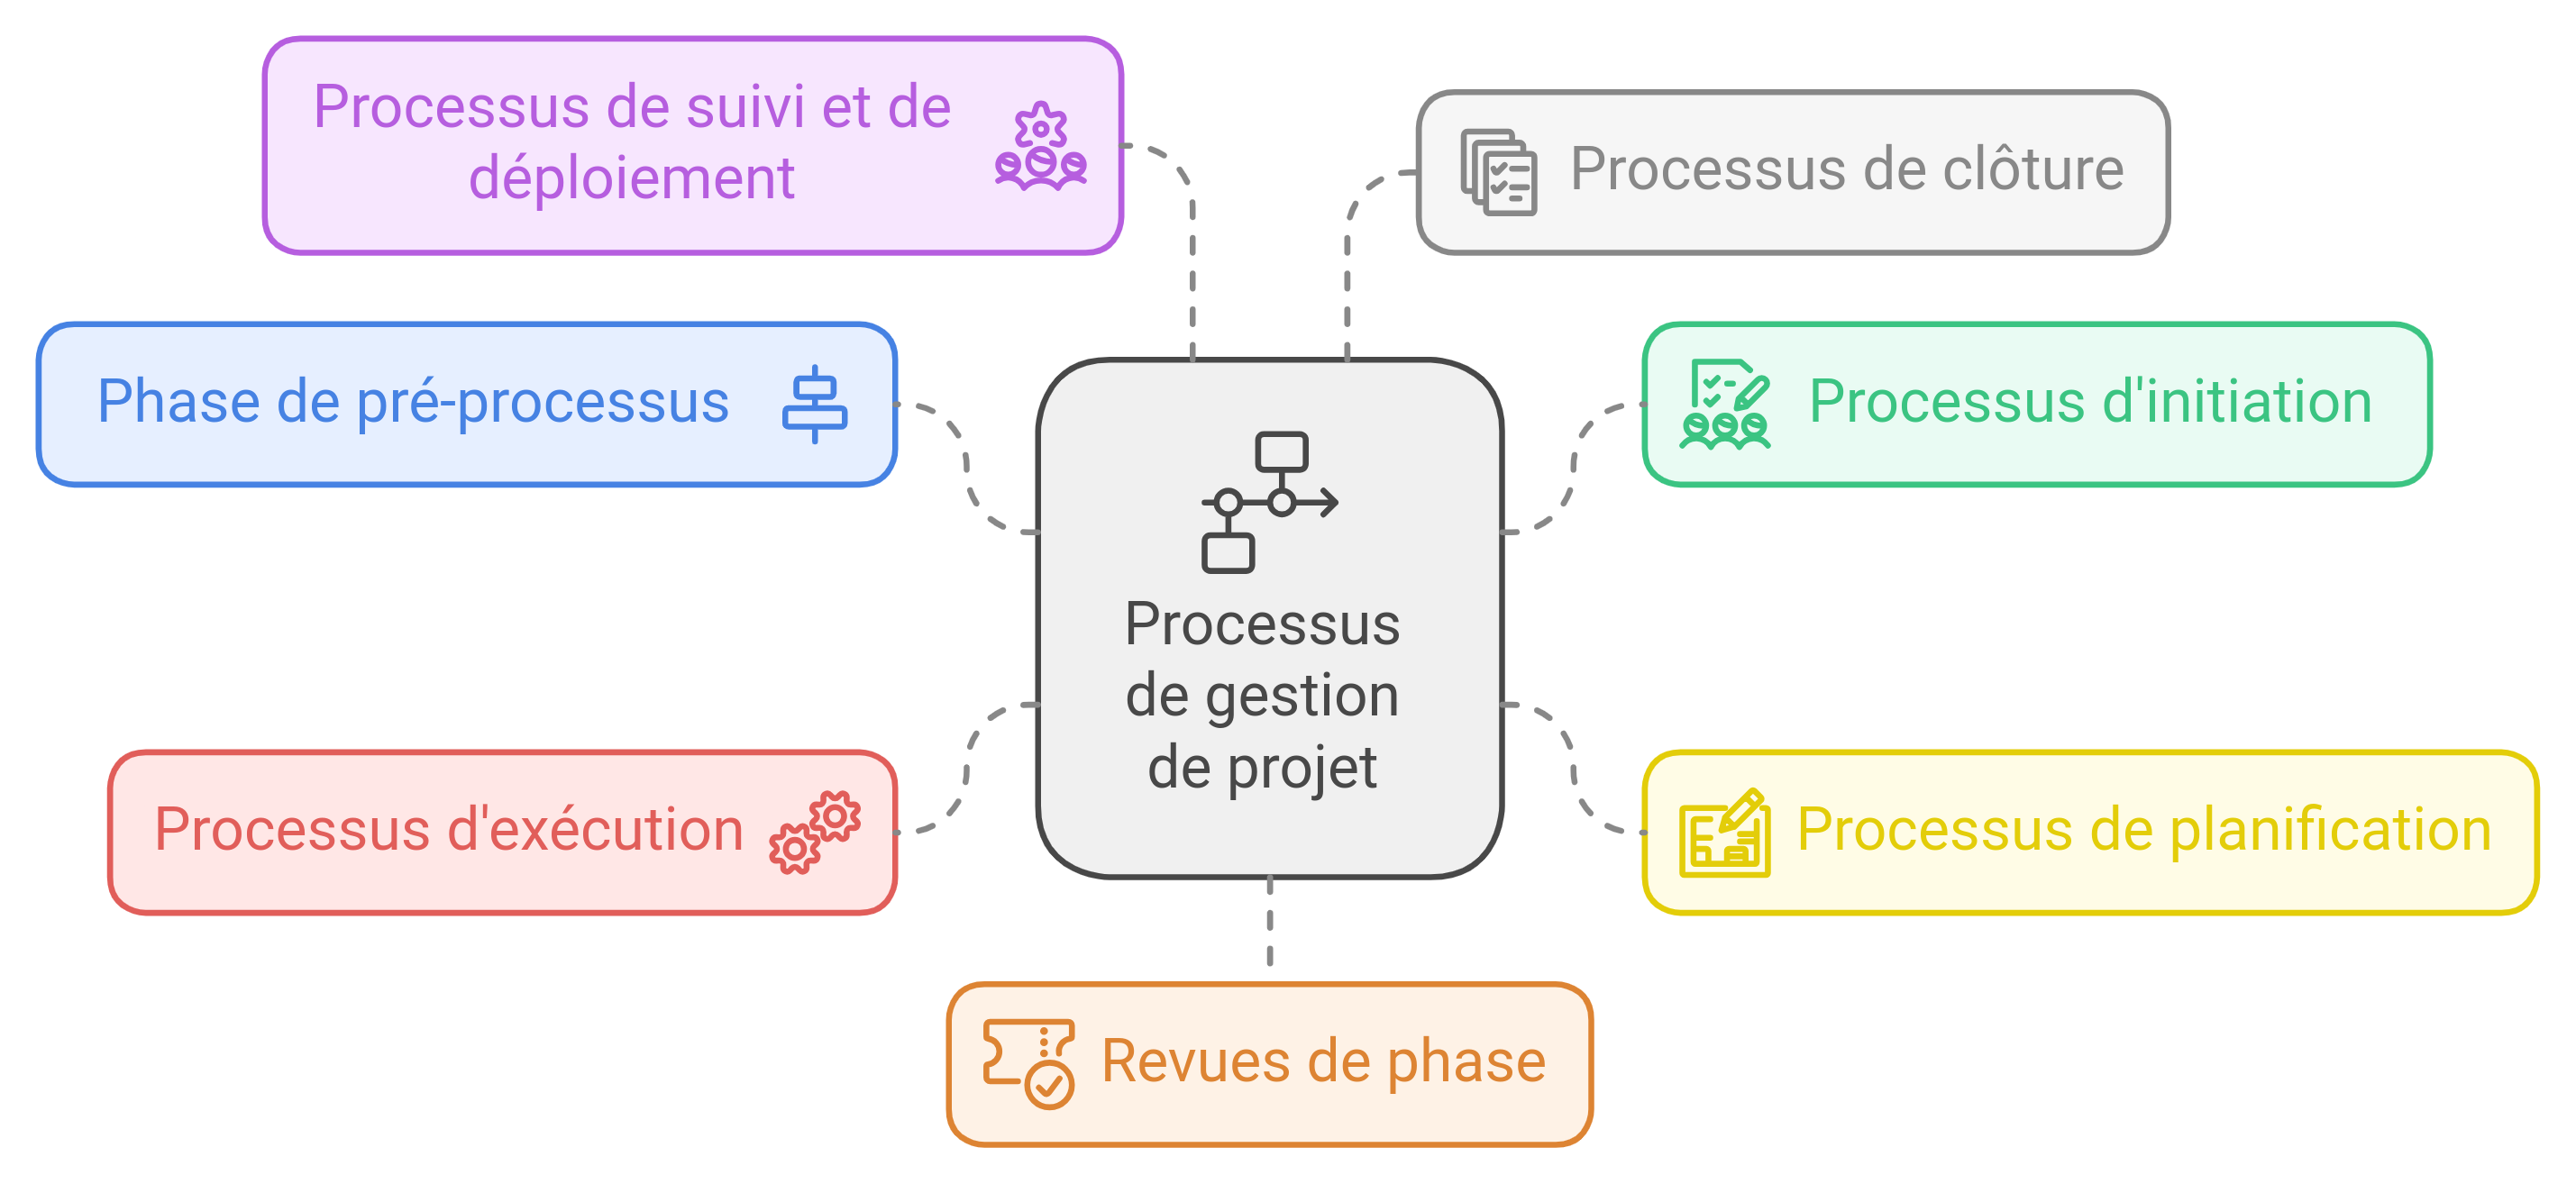 Processus de suivi et de
déploiement
Processus de clôture
Phase de pré-processus
Processus d'initiation
Processus
de gestion
de projet
Processus d'exécution
Processus de planification
Revues de phase